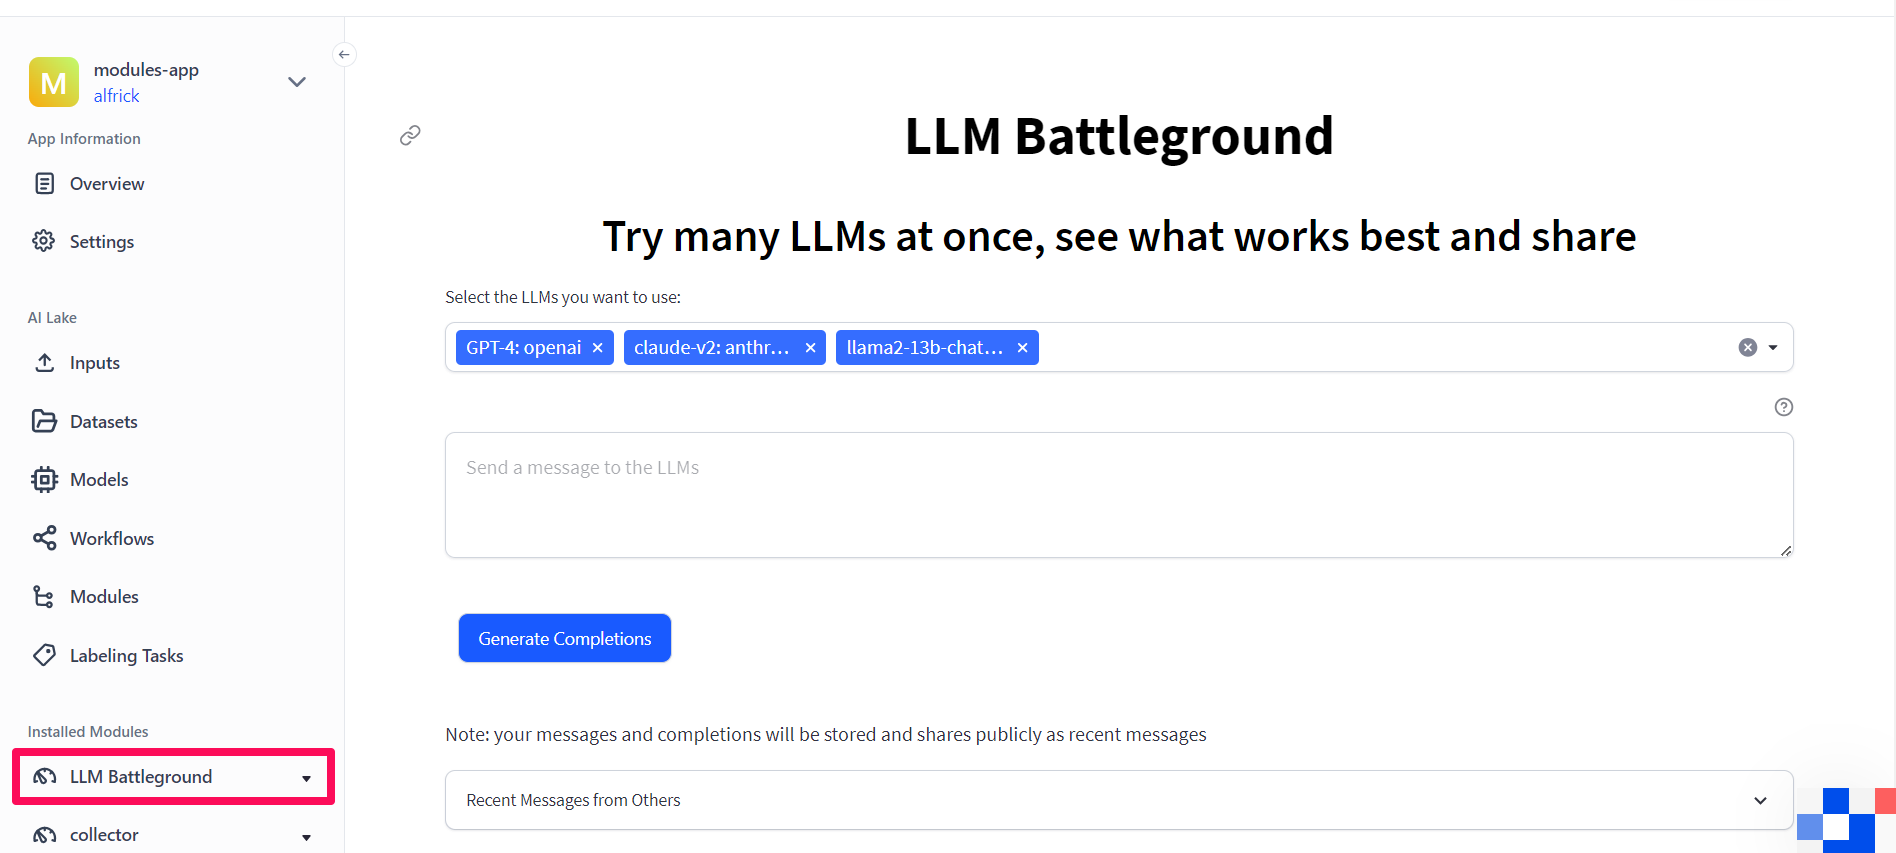 M
modules-app
alfrick
App Information
Overview
Settings
AI Lake
Inputs
Datasets
Models
Workflows
Modules
Labeling Tasks
Installed Modules
LLM Battleground
collector
LLM Battleground
Try many LLMs at once, see what works best and share
Select the LLMs you want to use:
GPT-4: openai × claude-v2: anthr... × llama2-13b-chat... ×
?
Send a message to the LLMs
Generate Completions
Note: your messages and completions will be stored and shares publicly as recent messages
Recent Messages from Others